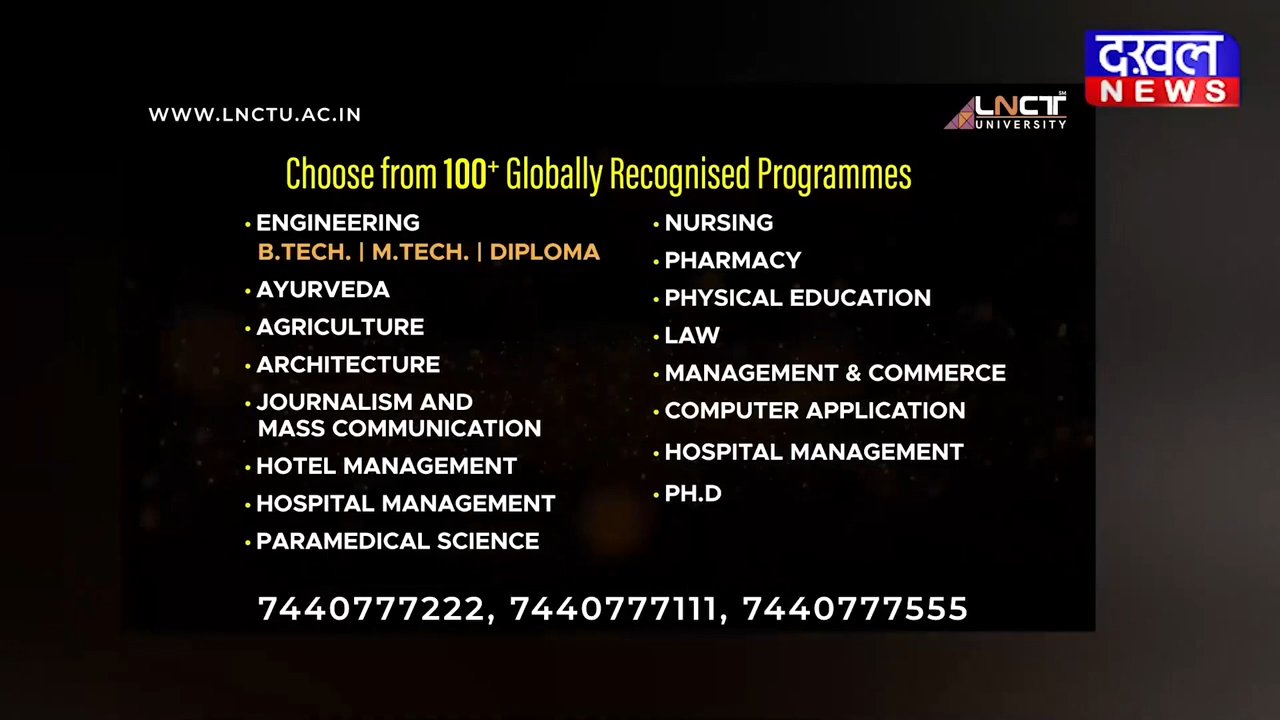 दख़ल
NEWS
WWW.LNCTU.AC.IN
LNCT
SM
UNIVERSITY
Choose from 100+ Globally Recognised Programmes
• ENGINEERING
B.TECH. | M.TECH. | DIPLOMA
• AYURVEDA
• AGRICULTURE
• ARCHITECTURE
• JOURNALISM AND
MASS COMMUNICATION
• HOTEL MANAGEMENT
• HOSPITAL MANAGEMENT
• PARAMEDICAL SCIENCE
• NURSING
• PHARMACY
• PHYSICAL EDUCATION
• LAW
• MANAGEMENT & COMMERCE
• COMPUTER APPLICATION
• HOSPITAL MANAGEMENT
• PH.D
7440777222, 7440777111, 7440777555